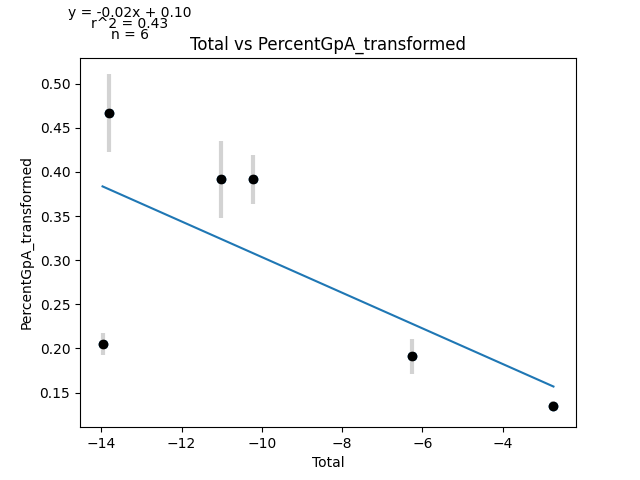 y = -0.02x + 0.10
r^2 = 0.43
n = 6
Total vs PercentGpA_transformed
0.50
0.45
0.40
0.35
0.30
0.25
0.20
0.15
PercentGpA_transformed
−14
−12
−10
−8
−6
−4
Total